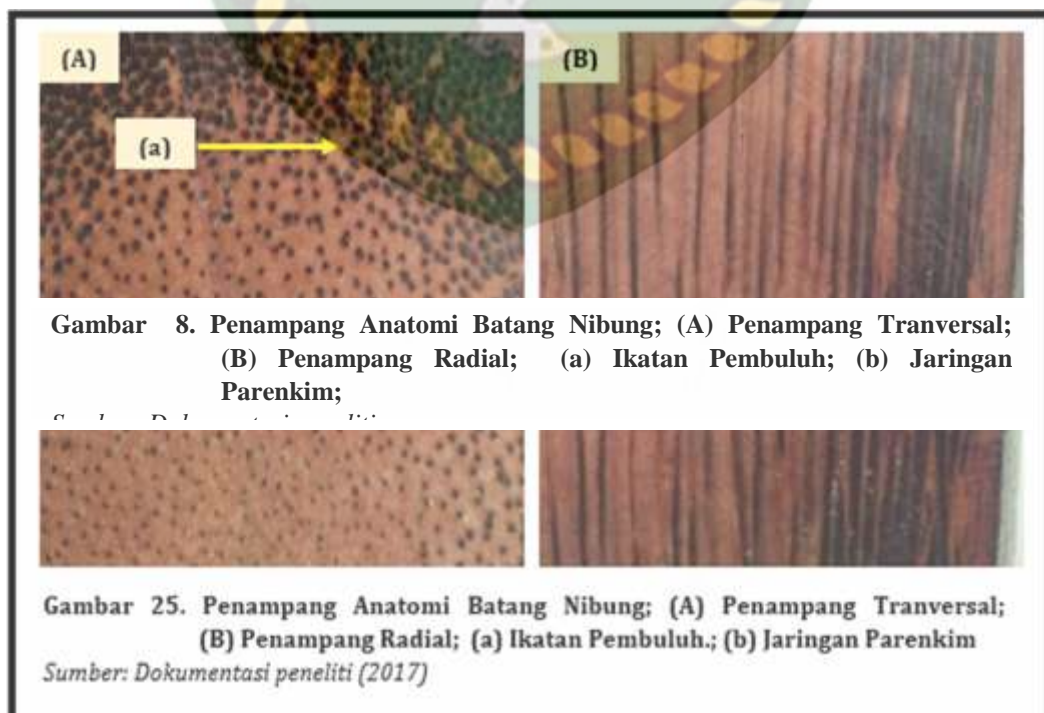 (A)
(B)
(a)
Gambar 8. Penampang Anatomi Batang Nibung; (A) Penampang Tranversal;
(B) Penampang Radial; (a) Ikatan Pembuluh; (b) Jaringan
Parenkim;
Gambar 25. Penampang Anatomi Batang Nibung; (A) Penampang Tranversal;
(B) Penampang Radial; (a) Ikatan Pembuluh.; (b) Jaringan Parenkim
Sumber: Dokumentasi peneliti (2017)